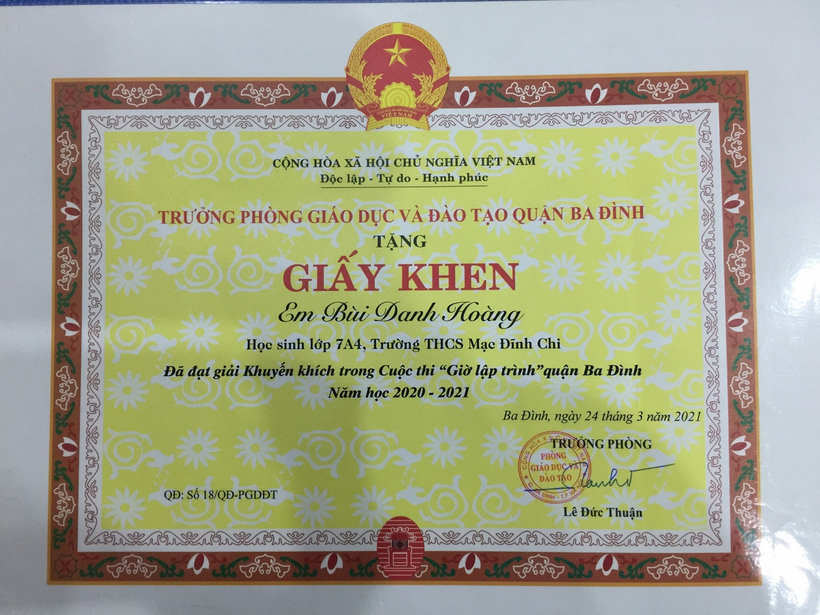 VIỆT NAM
CỘNG HÒA XÃ HỘI CHỦ NGHĨA VIỆT NAM
Độc lập - Tự do - Hạnh phúc
TRƯỞNG PHÒNG GIÁO DỤC VÀ ĐÀO TẠO QUẬN BA ĐÌNH
TẶNG
GIẤY KHEN
Em Bùi Danh Hoàng
Học sinh lớp 7A4, Trường THCS Mạc Đĩnh Chi
Đã đạt giải Khuyến khích trong Cuộc thi “Giờ lập trình”quận Ba Đình
Năm học 2020 - 2021
Ba Đình, ngày 24 tháng 3 năm 2021
TRƯỞNG PHÒNG
PHÒNG
GIÁO DỤC VÀ
ĐÀO TẠO
QĐ: Số 18/QĐ-PGDĐT
Lê Đức Thuận